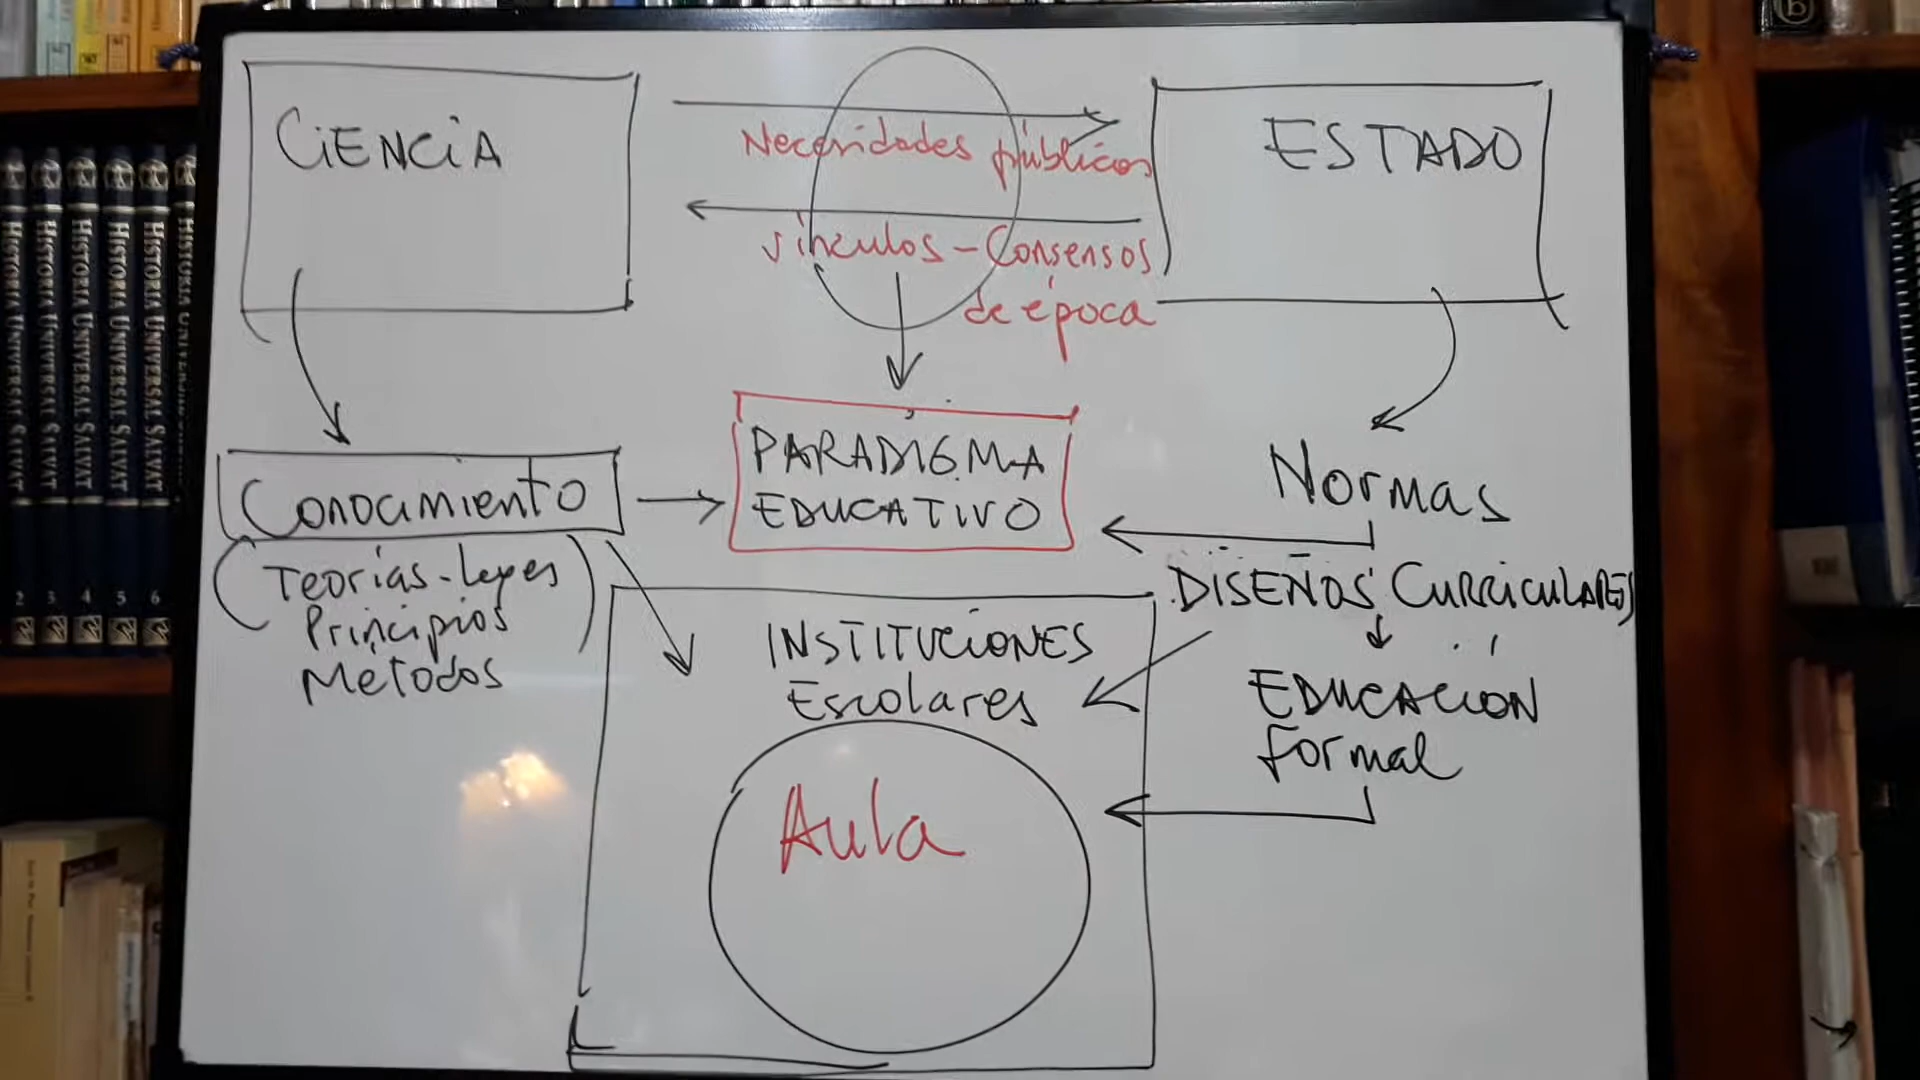 CIENCIA
Necesidades públicas
ESTADO
vínculos - Consensos
de época
PARADIGMA
EDUCATIVO
Conocimiento
(Teorías - Leyes
Principios
Métodos)
Normas
DISEÑOS CURRICULARES
EDUCACIÓN
formal
INSTITUCIONES
Escolares
Aula
HISTORIA UNIVERSAL SALVAT
HISTORIA UNIVERSAL SALVAT
HISTORIA UNIVERSAL SALVAT
HISTORIA UNIVERSAL SALVAT
HISTORIA UNIVERSAL SALVAT
2
3
4
5
6
b